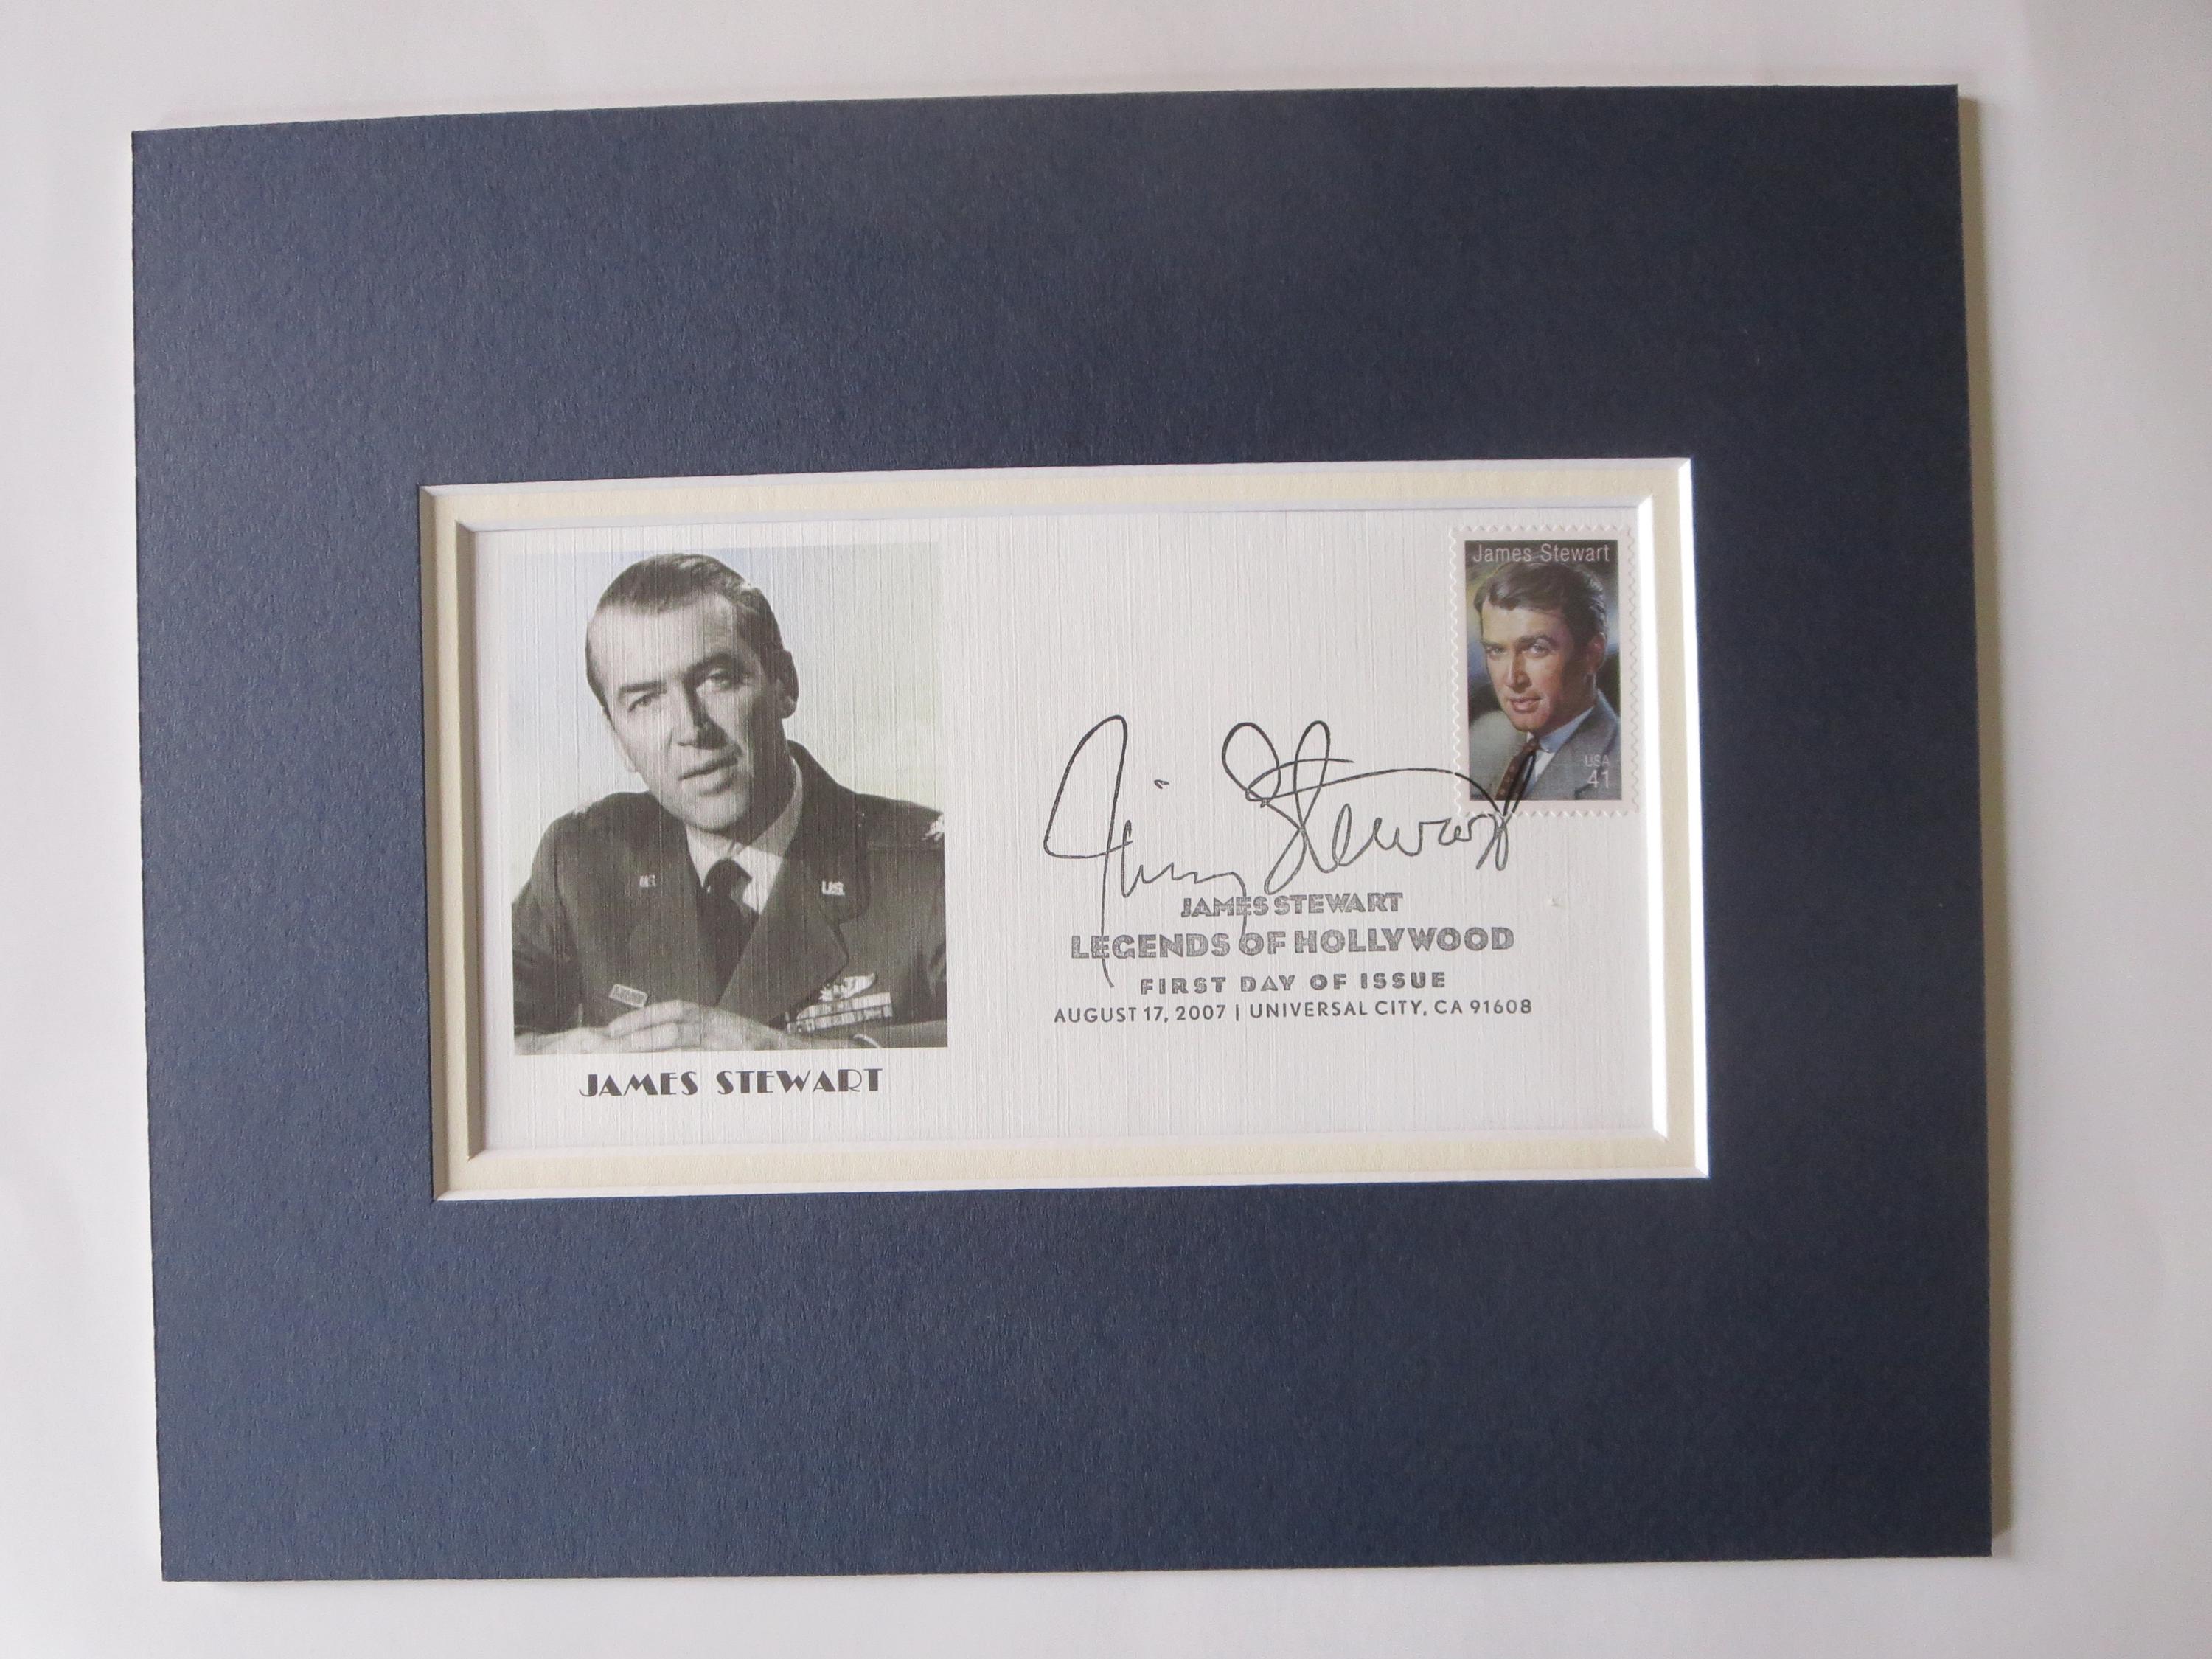 James Stewart
USA
41
Jimmy Stewart
JAMES STEWART
LEGENDS OF HOLLYWOOD
FIRST DAY OF ISSUE
AUGUST 17, 2007 | UNIVERSAL CITY, CA 91608
U.S.
U.S.
JAMES STEWART